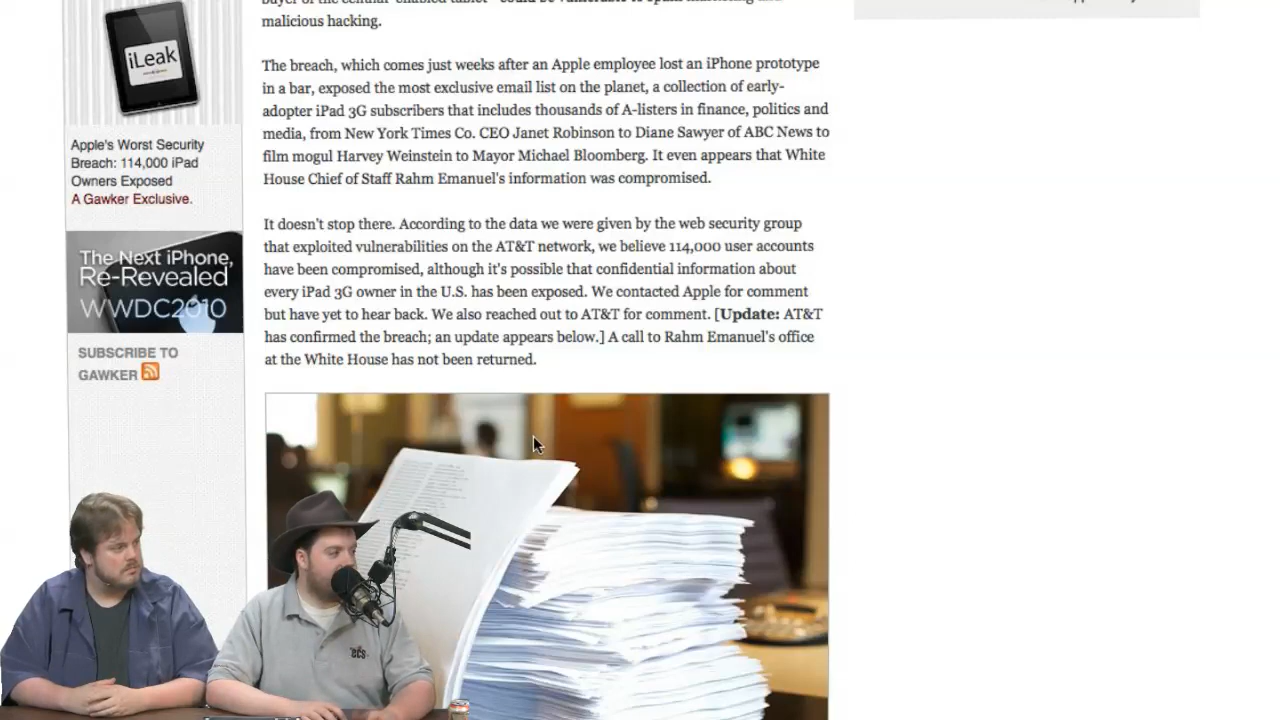 malicious hacking.
iLeak
Apple's Worst Security
Breach: 114,000 iPad
Owners Exposed
A Gawker Exclusive.
The Next iPhone,
Re-Revealed
WWDC2010
SUBSCRIBE TO
GAWKER
The breach, which comes just weeks after an Apple employee lost an iPhone prototype
in a bar, exposed the most exclusive email list on the planet, a collection of early-
adopter iPad 3G subscribers that includes thousands of A-listers in finance, politics and
media, from New York Times Co. CEO Janet Robinson to Diane Sawyer of ABC News to
film mogul Harvey Weinstein to Mayor Michael Bloomberg. It even appears that White
House Chief of Staff Rahm Emanuel's information was compromised.
It doesn't stop there. According to the data we were given by the web security group
that exploited vulnerabilities on the AT&T network, we believe 114,000 user accounts
have been compromised, although it's possible that confidential information about
every iPad 3G owner in the U.S. has been exposed. We contacted Apple for comment
but have yet to hear back. We also reached out to AT&T for comment. [Update: AT&T
has confirmed the breach; an update appears below.] A call to Rahm Emanuel's office
at the White House has not been returned.
ecs